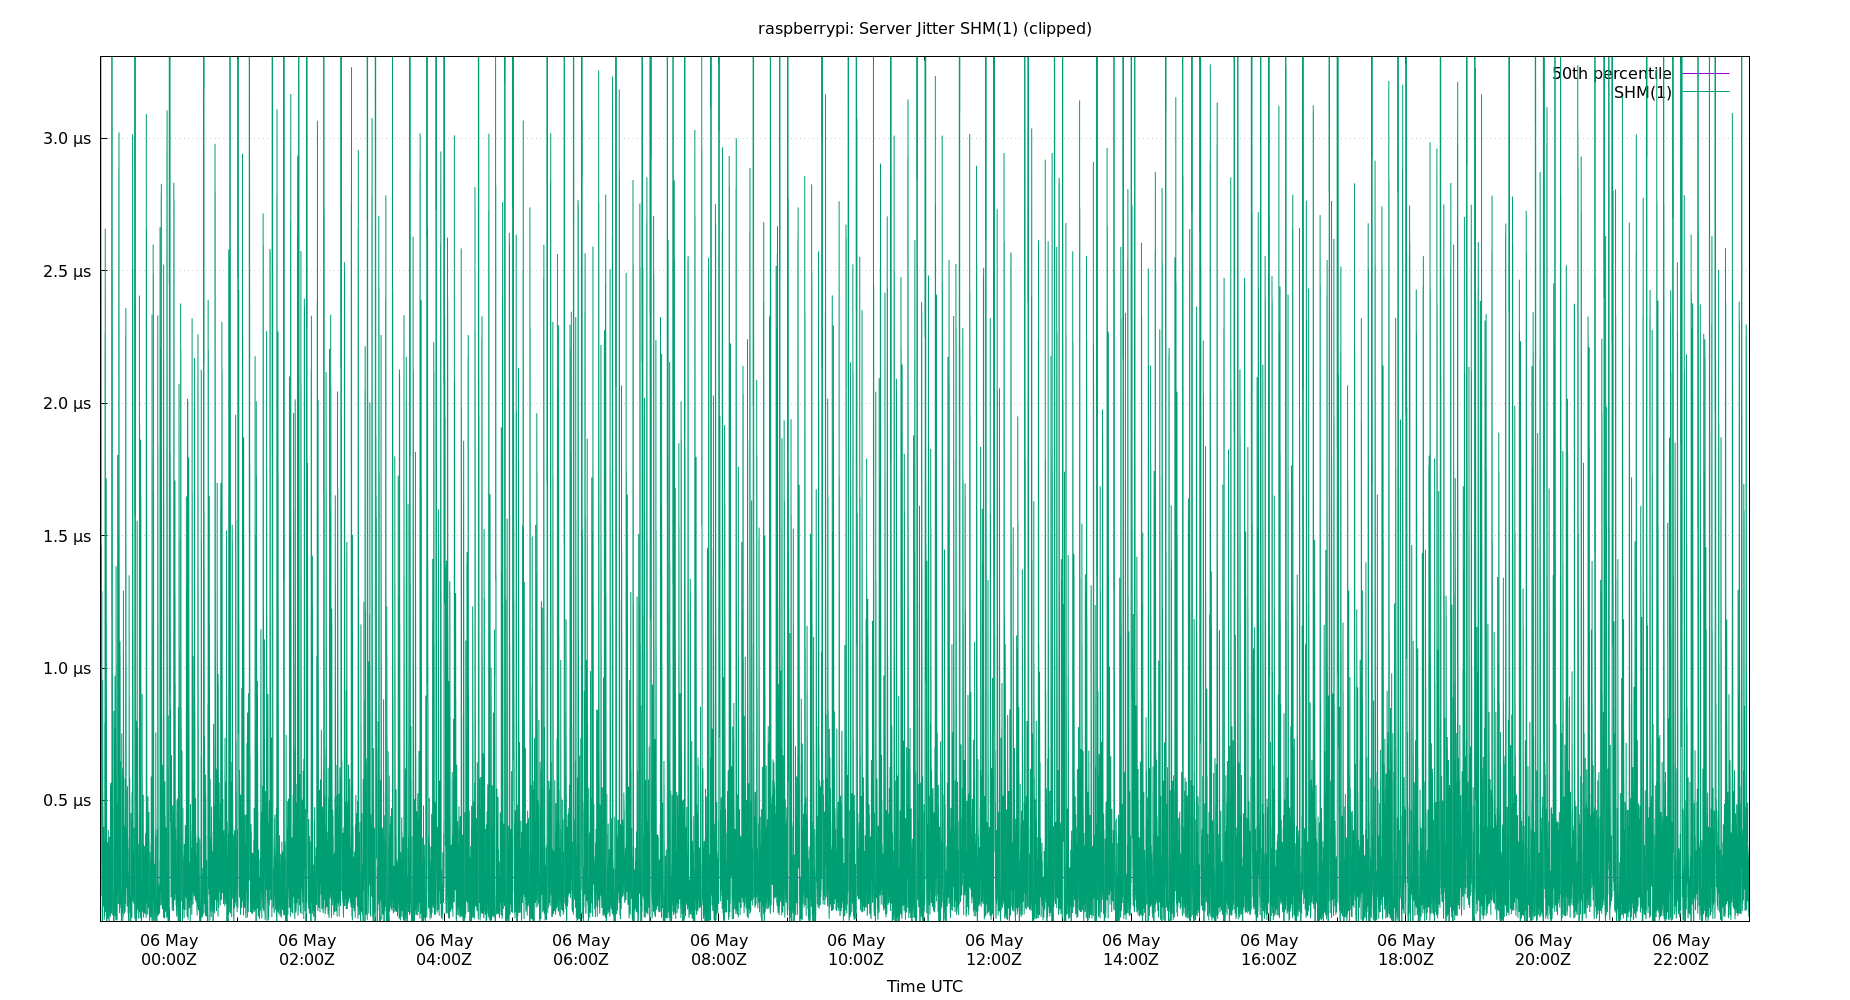 raspberrypi: Server Jitter SHM(1) (clipped)
50th percentile
SHM(1)
3.0 µs
2.5 µs
2.0 µs
1.5 µs
1.0 µs
0.5 µs
06 May 06 May 06 May 06 May 06 May 06 May 06 May 06 May 06 May 06 May 06 May 06 May
00:00Z 02:00Z 04:00Z 06:00Z 08:00Z 10:00Z 12:00Z 14:00Z 16:00Z 18:00Z 20:00Z 22:00Z
Time UTC